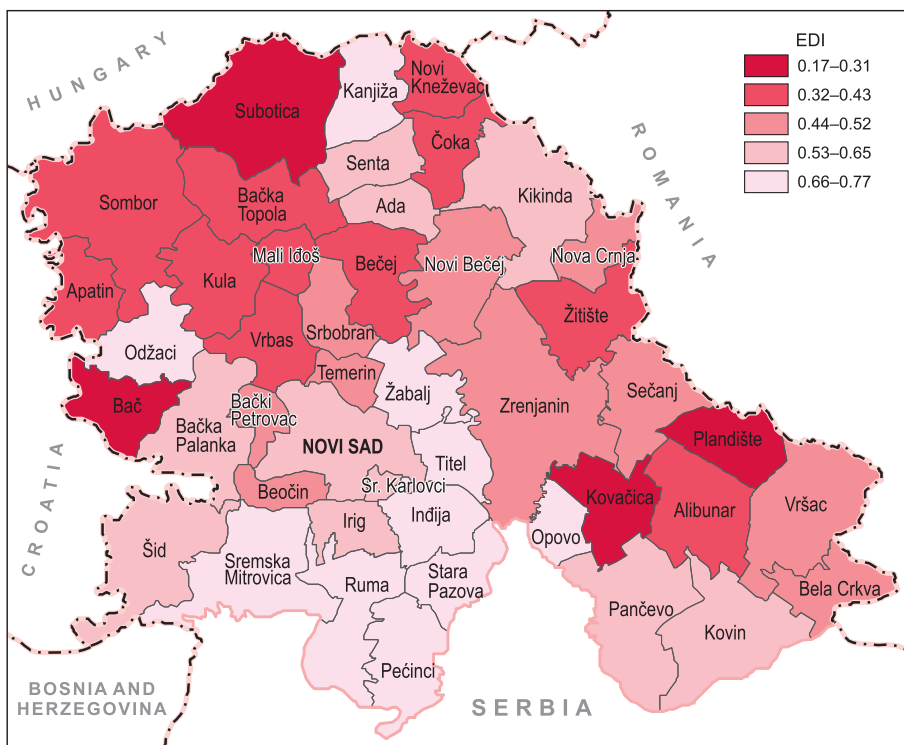 HUNGARY
ROMANIA
CROATIA
BOSNIA AND
HERZEGOVINA
SERBIA
EDI
0.17–0.31
0.32–0.43
0.44–0.52
0.53–0.65
0.66–0.77
Subotica
Kanjiža
Novi
Kneževac
Čoka
Senta
Ada
Kikinda
Sombor
Bačka
Topola
Mali Iđoš
Bečej
Novi Bečej
Nova Crnja
Apatin
Kula
Žitište
Odžaci
Vrbas
Srbobran
Temerin
Žabalj
Zrenjanin
Sečanj
Bač
Bačka
Palanka
Bački
Petrovac
NOVI SAD
Titel
Plandište
Beočin
Sr. Karlovci
Kovačica
Alibunar
Vršac
Šid
Irig
Inđija
Opovo
Sremska
Mitrovica
Ruma
Stara
Pazova
Pančevo
Bela Crkva
Kovin
Pećinci